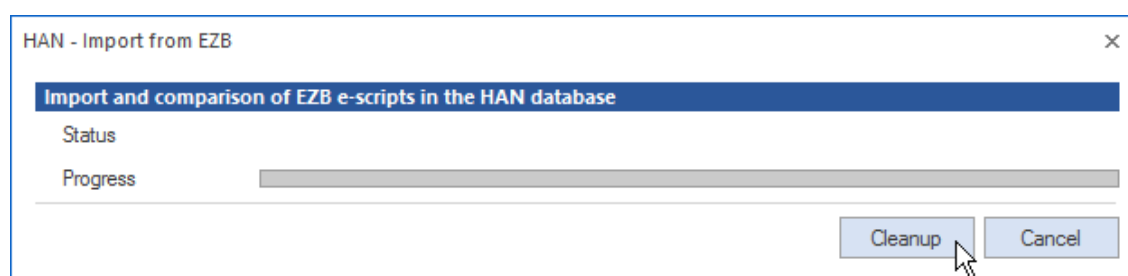 HAN - Import from EZB
Import and comparison of EZB e-scripts in the HAN database
Status
Progress
Cleanup Cancel